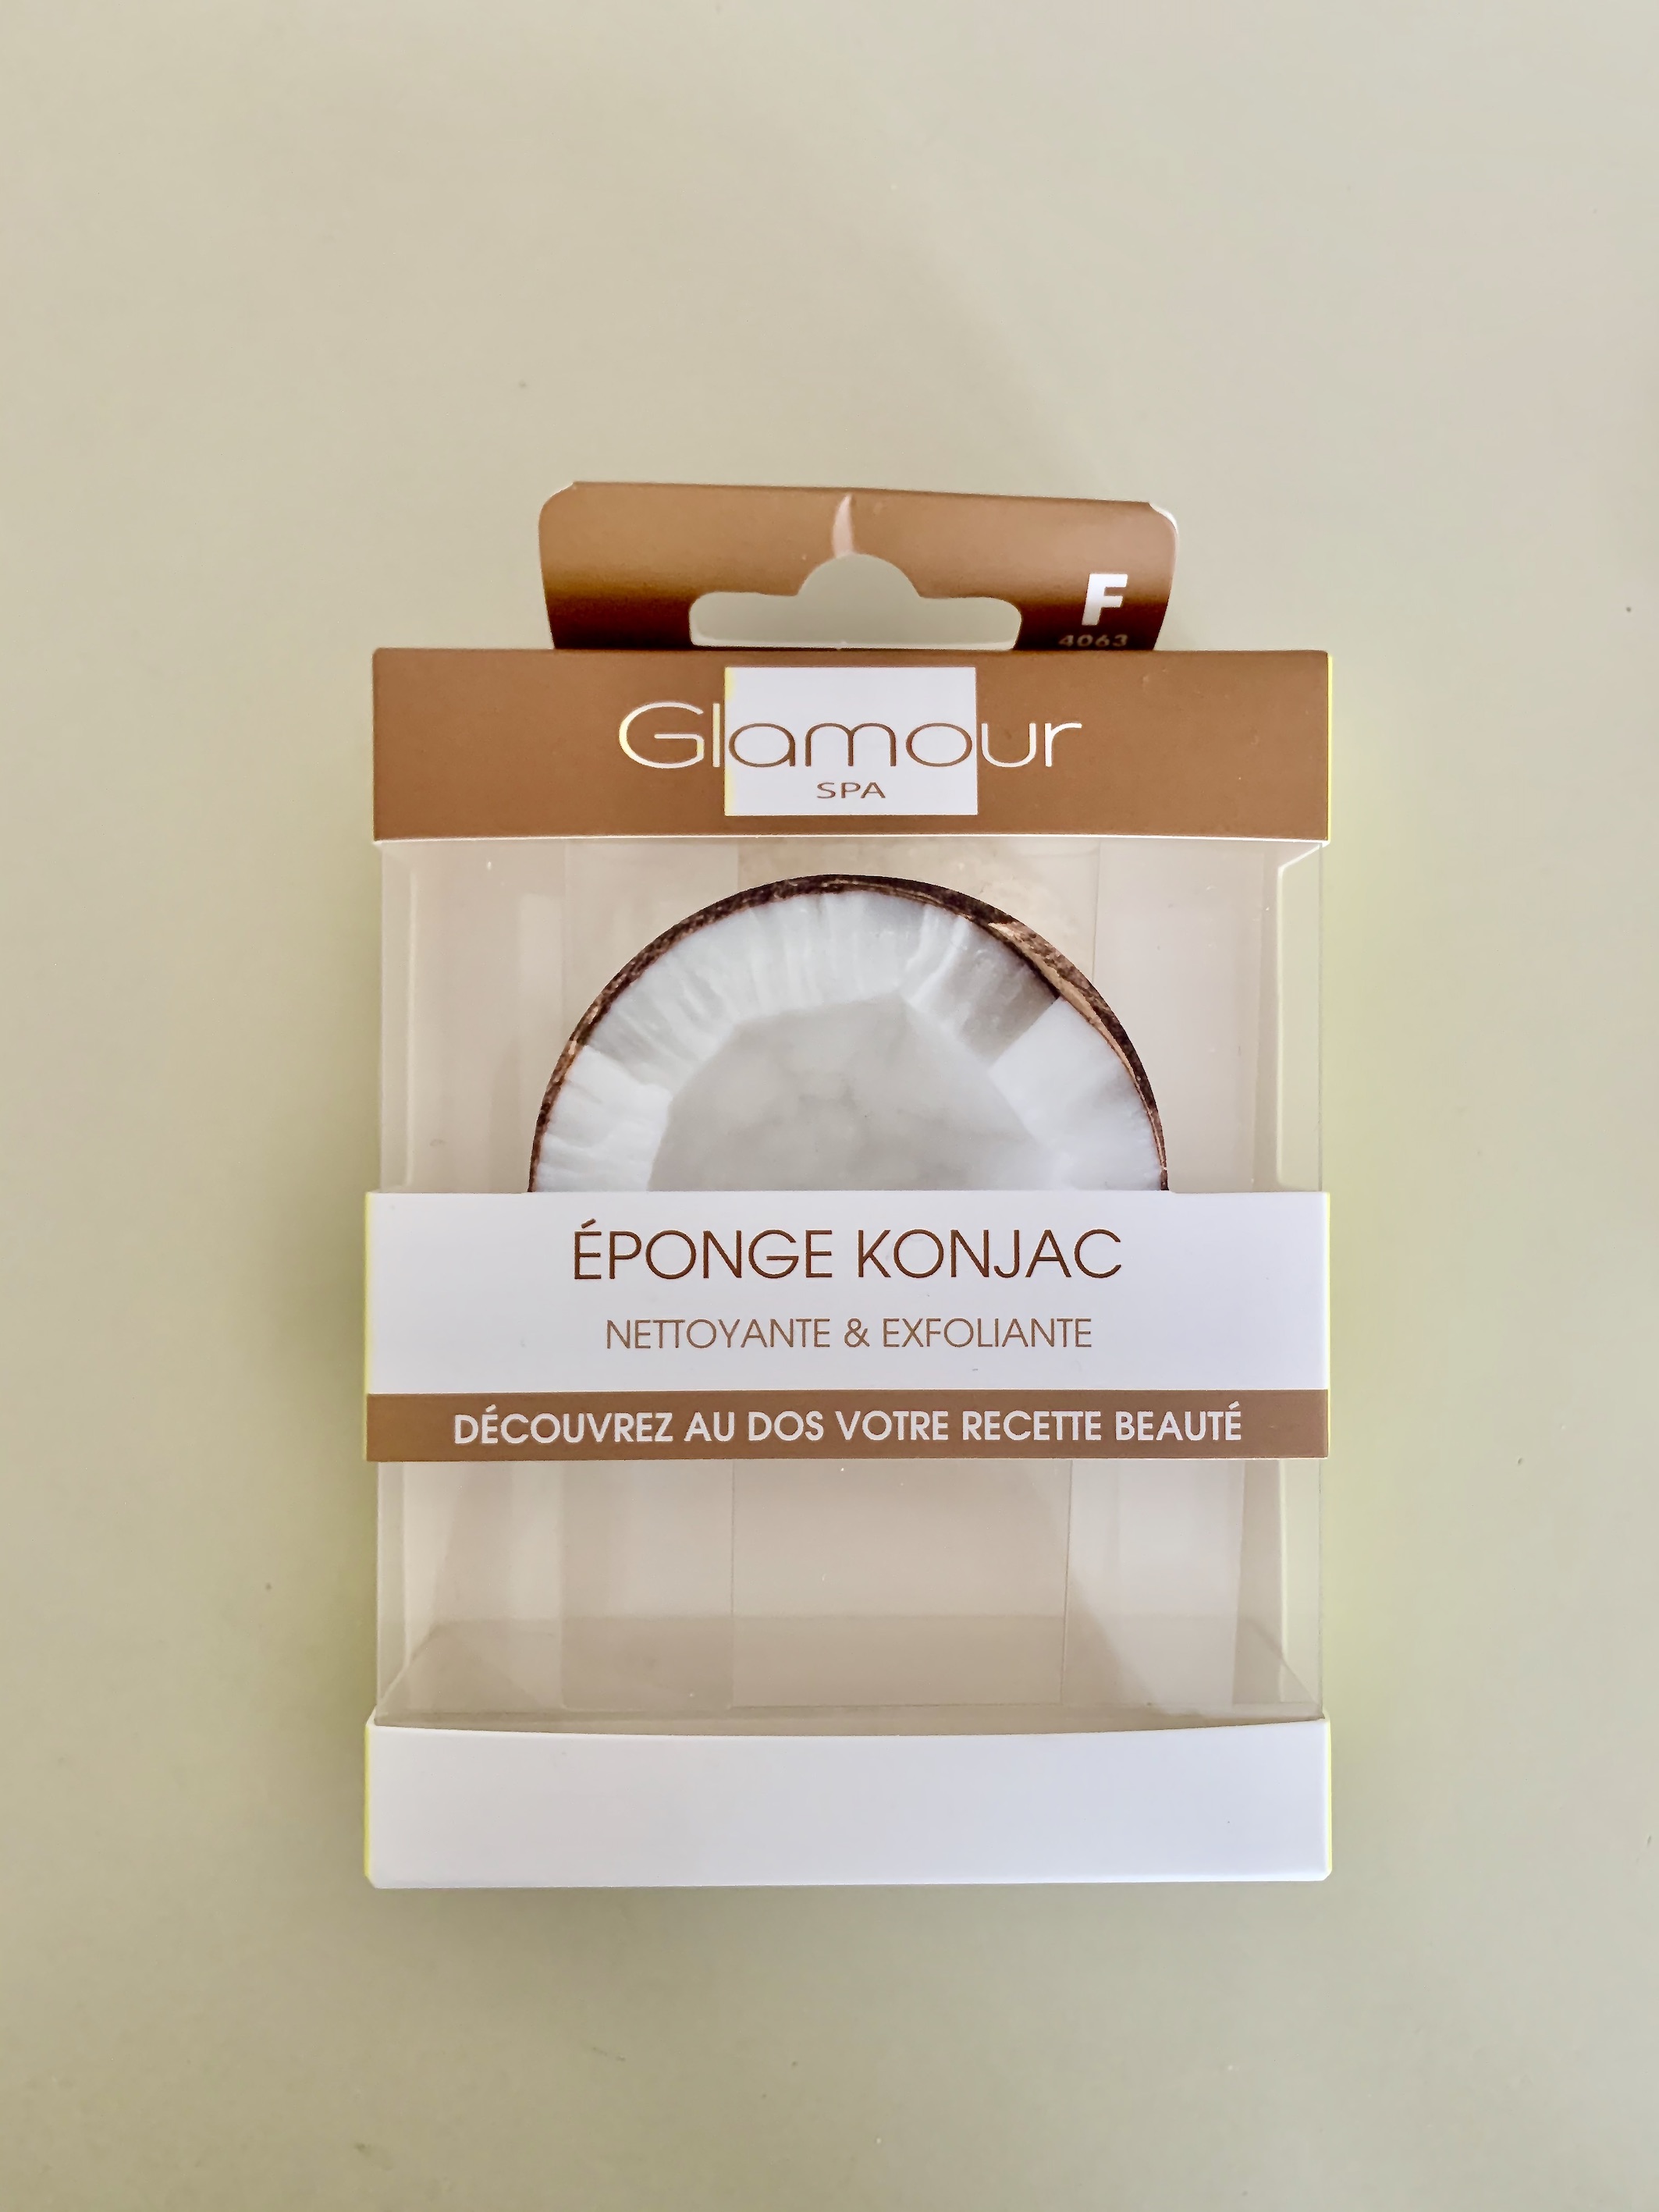 F
4063
Glamour
SPA
ÉPONGE KONJAC
NETTOYANTE & EXFOLIANTE
DÉCOUVREZ AU DOS VOTRE RECETTE BEAUTÉ